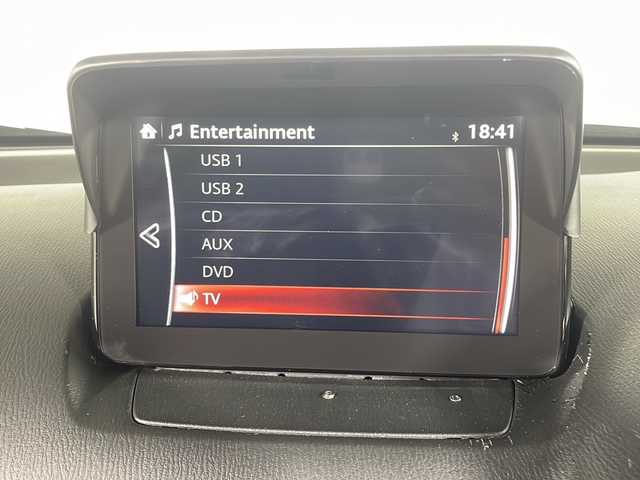 Entertainment 18:41
USB 1
USB 2
CD
AUX
DVD
TV